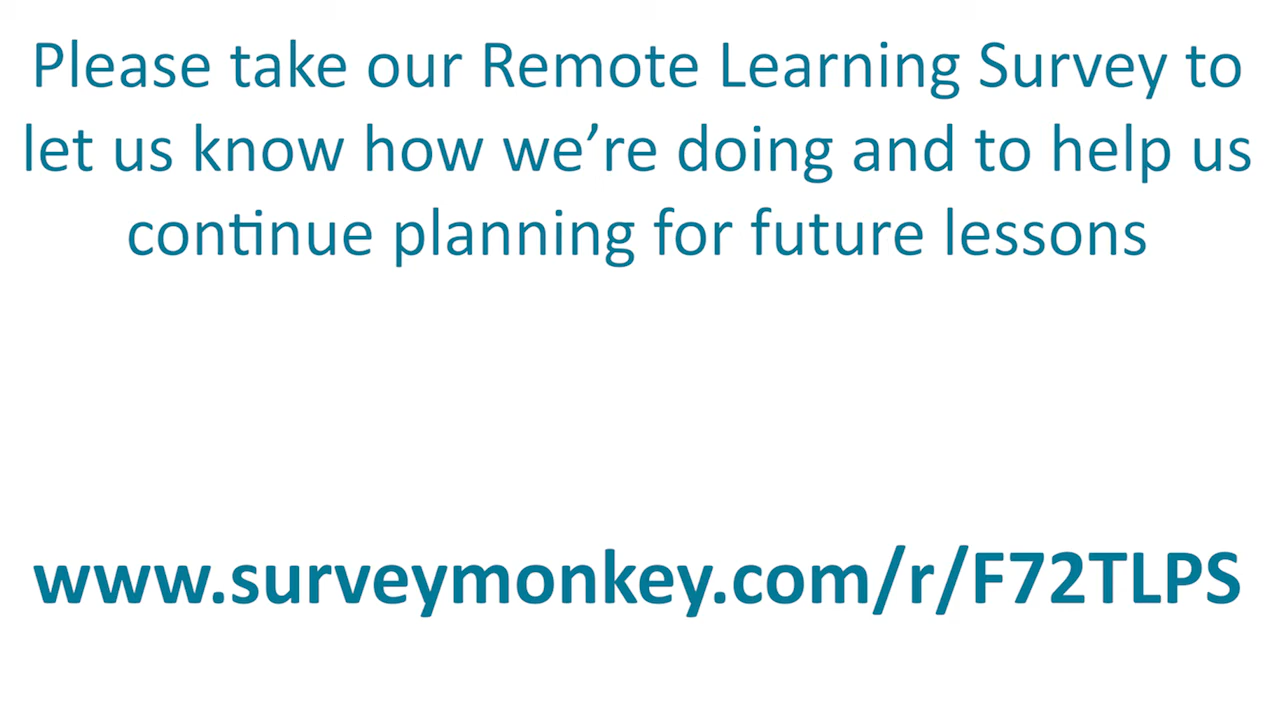 Please take our Remote Learning Survey to
let us know how we’re doing and to help us
continue planning for future lessons
www.surveymonkey.com/r/F72TLPS